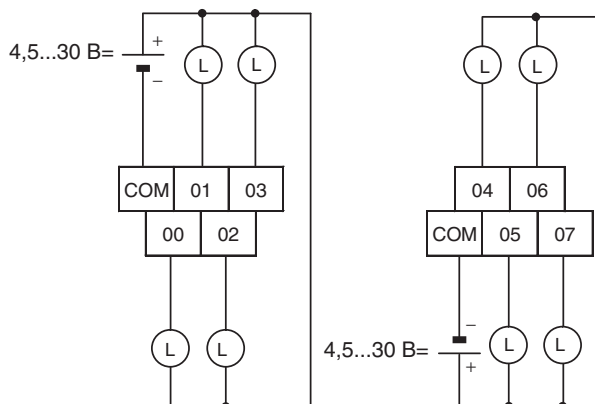 4,5...30 В= + − L L L L
COM 01 03 04 06
00 02 COM 05 07
L L 4,5...30 В= − + L L